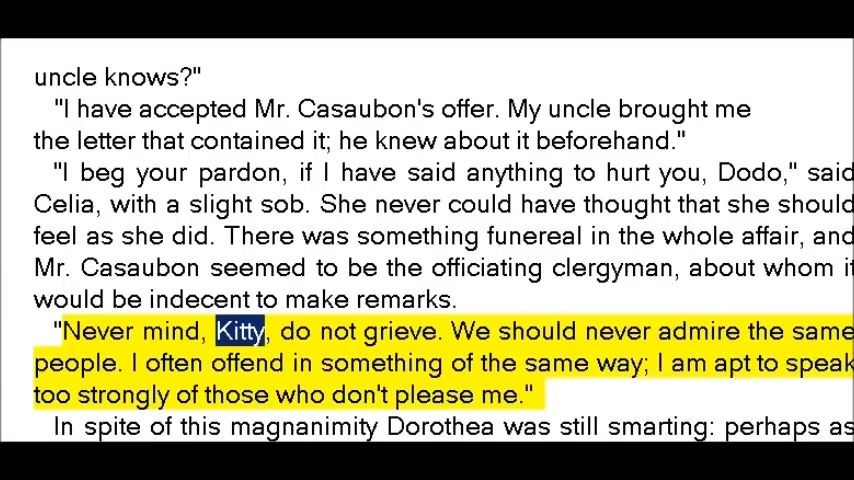 uncle knows?"
"I have accepted Mr. Casaubon's offer. My uncle brought me
the letter that contained it; he knew about it beforehand."
"I beg your pardon, if I have said anything to hurt you, Dodo," said
Celia, with a slight sob. She never could have thought that she should
feel as she did. There was something funereal in the whole affair, and
Mr. Casaubon seemed to be the officiating clergyman, about whom it
would be indecent to make remarks.
"Never mind, Kitty, do not grieve. We should never admire the same
people. I often offend in something of the same way; I am apt to speak
too strongly of those who don't please me."
In spite of this magnanimity Dorothea was still smarting: perhaps as